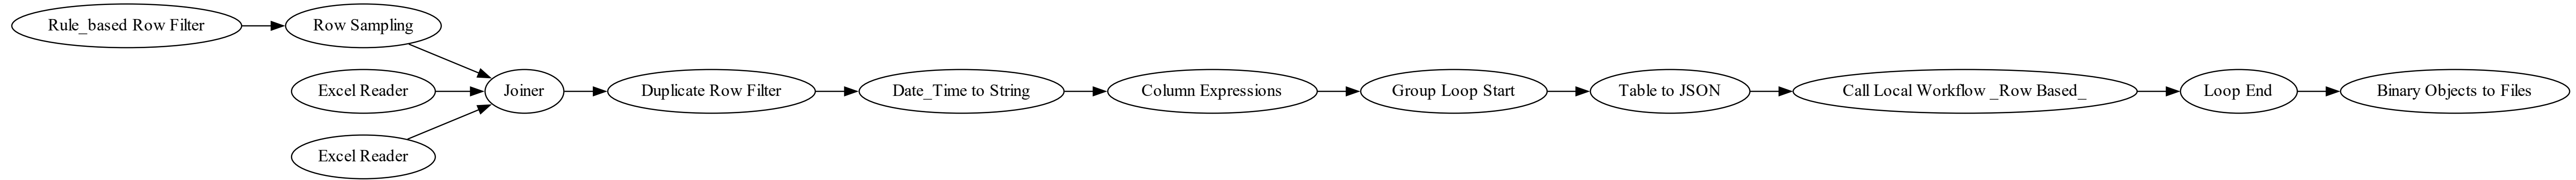 Rule_based Row Filter
Row Sampling
Excel Reader
Excel Reader
Joiner
Duplicate Row Filter
Date_Time to String
Column Expressions
Group Loop Start
Table to JSON
Call Local Workflow _Row Based_
Loop End
Binary Objects to Files